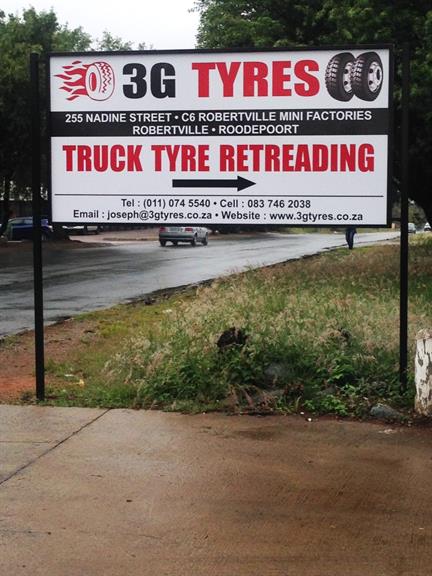 3G TYRES
255 NADINE STREET • C6 ROBERTVILLE MINI FACTORIES
ROBERTVILLE • ROODEPOORT
TRUCK TYRE RETREADING
Tel : (011) 074 5540 • Cell : 083 746 2038
Email : joseph@3gtyres.co.za • Website : www.3gtyres.co.za